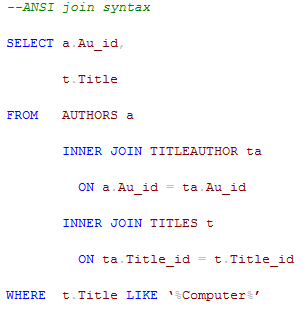 --ANSI join syntax
SELECT a.Au_id,
t.Title
FROM AUTHORS a
INNER JOIN TITLEAUTHOR ta
ON a.Au_id = ta.Au_id
INNER JOIN TITLES t
ON ta.Title_id = t.Title_id
WHERE t.Title LIKE ‘%Computer%’